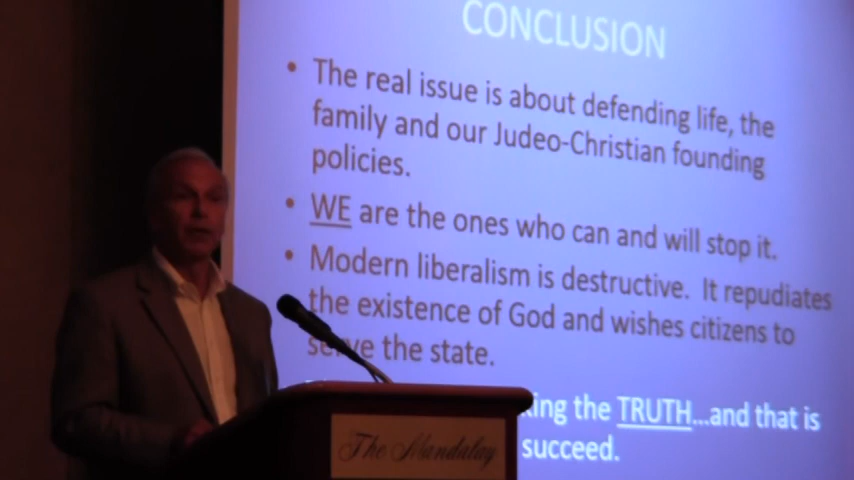 CONCLUSION
• The real issue is about defending life, the
family and our Judeo-Christian founding
policies.
• WE are the ones who can and will stop it.
• Modern liberalism is destructive. It repudiates
the existence of God and wishes citizens to
serve the state.
the TRUTH...and that is
succeed.
The Mandalay